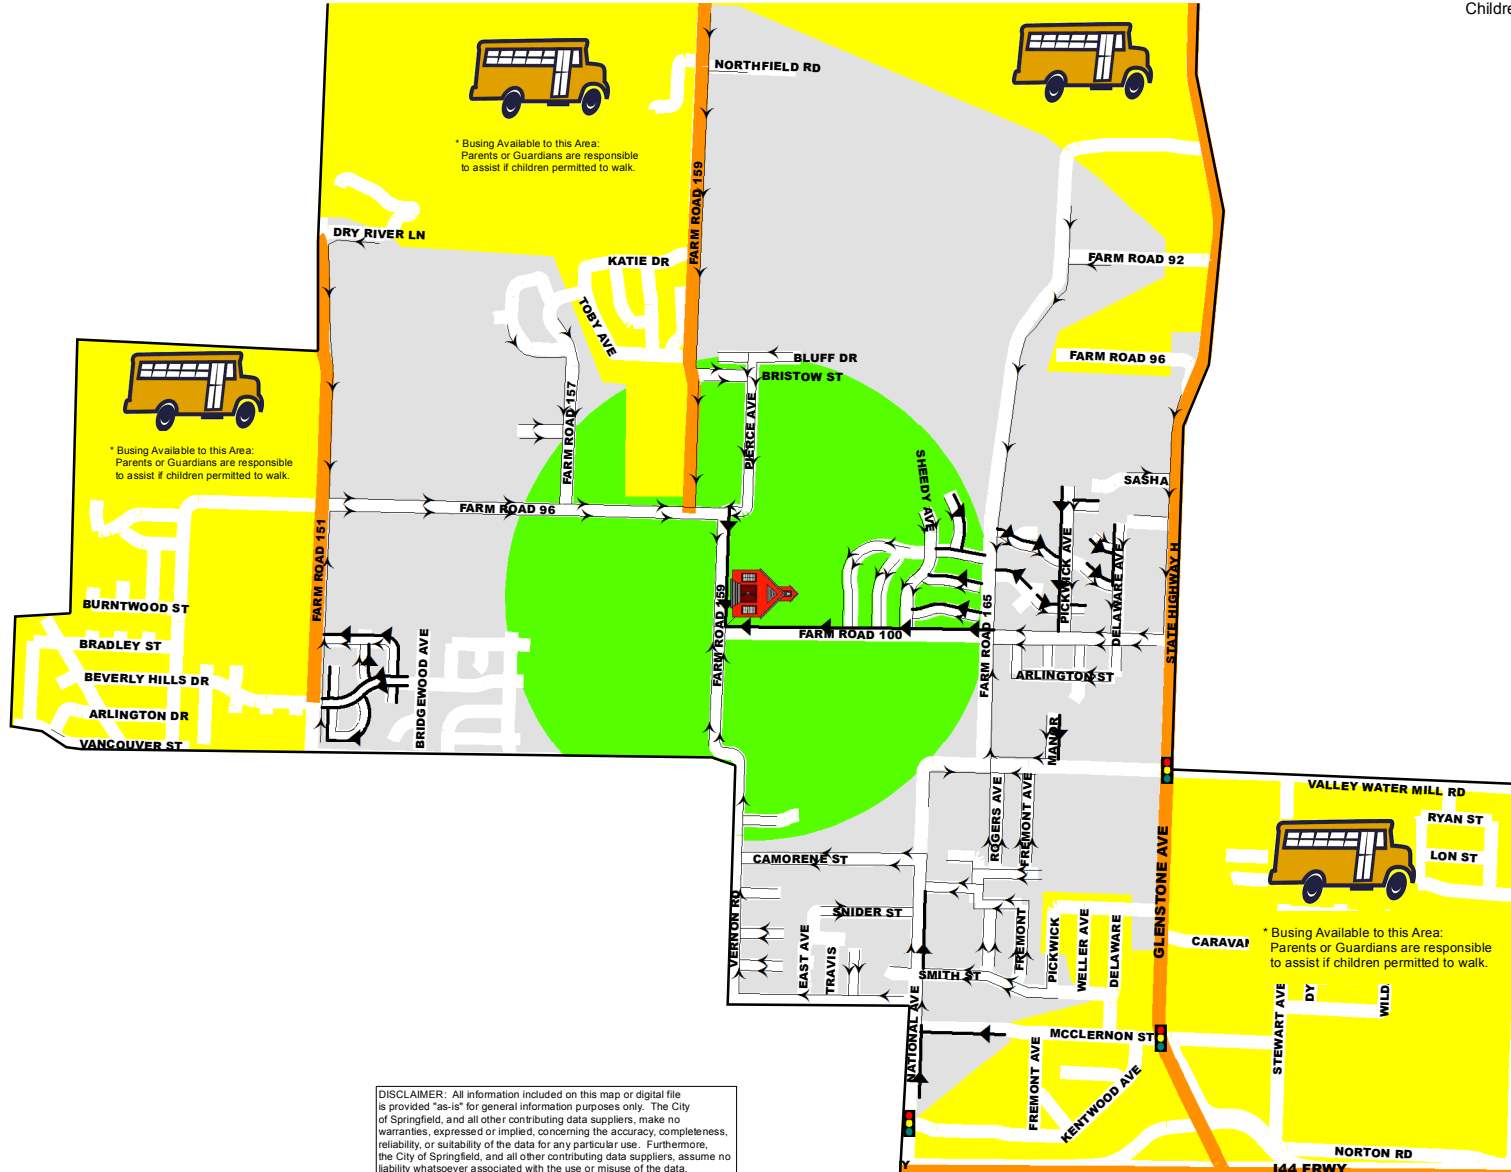 Childre
NORTHFIELD RD
* Busing Available to this Area:
Parents or Guardians are responsible
to assist if children permitted to walk.
FARM ROAD 159
DRY RIVER LN
KATIE DR
FARM ROAD 92
TOBY AVE
BLUFF DR
FARM ROAD 96
BRISTOW ST
FARM ROAD 157
PIERCE AVE
* Busing Available to this Area:
Parents or Guardians are responsible
to assist if children permitted to walk.
SHEDY AVE
SASHA
FARM ROAD 96
FARM ROAD 151
PICKWICK AVE
DELAWARE AVE
STATE HIGHWAY H
BURNTWOOD ST
FARM ROAD 159
FARM ROAD 165
FARM ROAD 100
BRADLEY ST
BRIDGEWOOD AVE
BEVERLY HILLS DR
ARLINGTON ST
ARLINGTON DR
MANOR
VANCOUVER ST
VALLEY WATER MILL RD
ROGERS AVE
FREMONT AVE
RYAN ST
GLENSTONE AVE
LON ST
CAMORENE ST
VERNON RD
SNIDER ST
EAST AVE
TRAVIS
FREMONT
PICKWICK
WELLER AVE
DELAWARE
CARAVAN
* Busing Available to this Area:
Parents or Guardians are responsible
to assist if children permitted to walk.
SMITH ST
NATIONAL AVE
STEWART AVE
DY
WILD
MCCLERNON ST
FREMONT AVE
KENTWOOD AVE
NORTON RD
I44 FRWY
Y
DISCLAIMER: All information included on this map or digital file
is provided "as-is" for general information purposes only. The City
of Springfield, and all other contributing data suppliers, make no
warranties, expressed or implied, concerning the accuracy, completeness,
reliability, or suitability of the data for any particular use. Furthermore,
the City of Springfield, and all other contributing data suppliers, assume no
liability whatsoever associated with the use or misuse of the data.